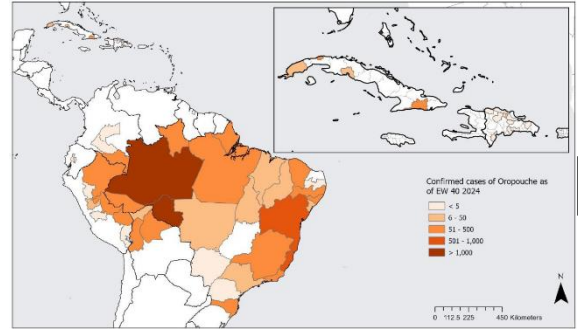 Confirmed cases of Oropouche as
of EW 40 2024
< 5
6 - 50
51 - 500
501 - 1,000
> 1,000
N
0 112.5 225 450 Kilometers